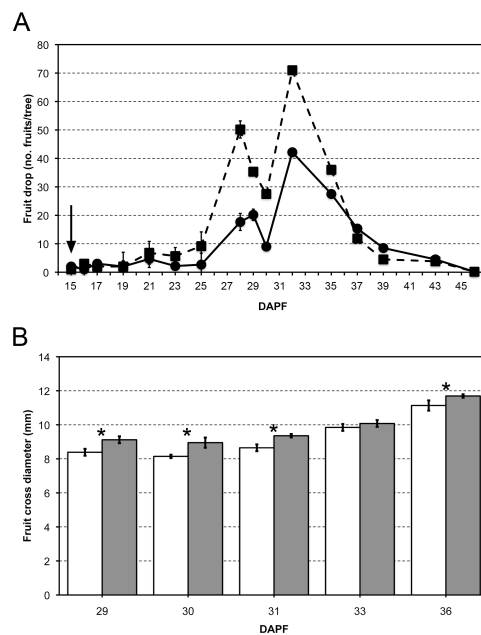 A
80
70
60
50
40
30
20
10
0
Fruit drop (no. fruits/tree)
15 17 19 21 23 25 27 28 31 33 35 37 39 41 43 45
DAPF
B
14
12
10
8
6
4
2
0
Fruit cross diameter (mm)
* * * *
29 30 31 33 36
DAPF